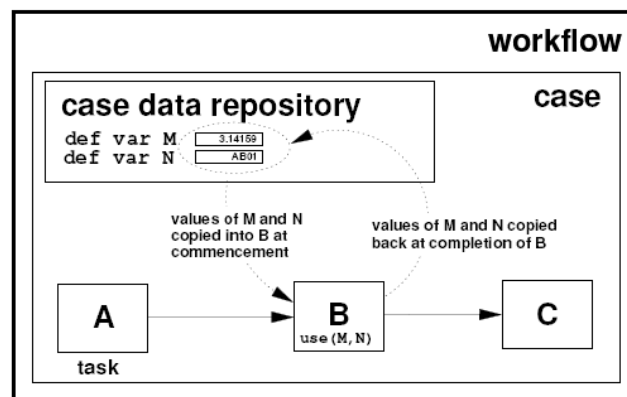 workflow
case
case data repository
def var M 3.14159
def var N AB01
values of M and N
copied into B at
commencement
values of M and N copied
back at completion of B
A
B
use(M,N)
C
task